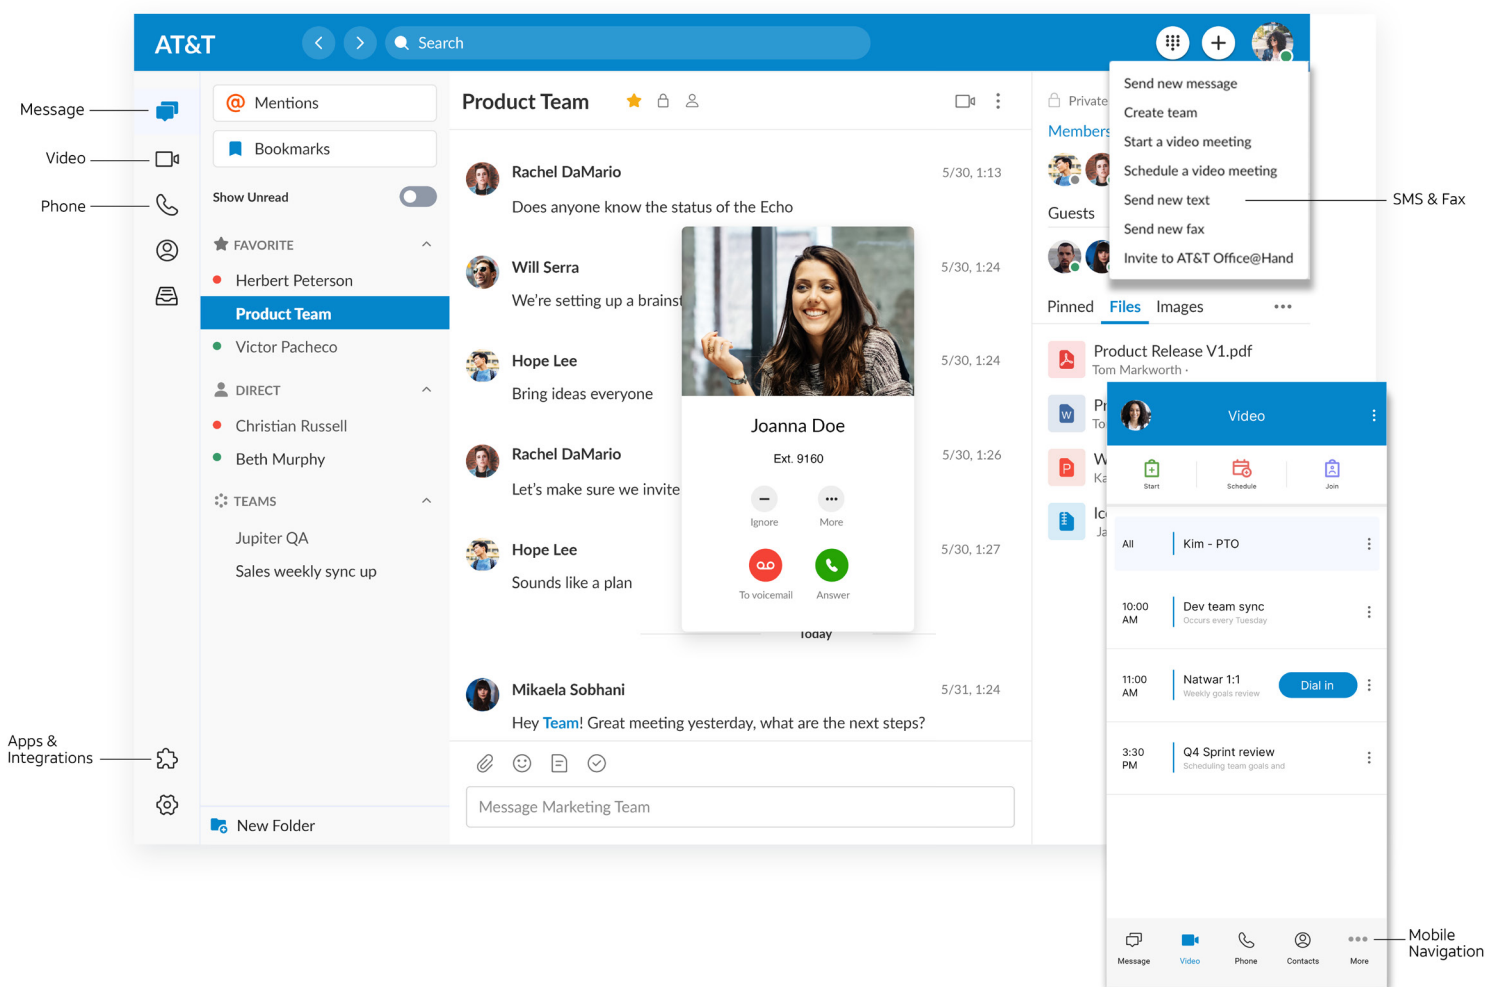 AT&T
Search
Message
Video
Phone
Apps &
Integrations
Mentions
Bookmarks
Show Unread
FAVORITE
Herbert Peterson
Product Team
Victor Pacheco
DIRECT
Christian Russell
Beth Murphy
TEAMS
Jupiter QA
Sales weekly sync up
New Folder
Product Team
Rachel DaMario 5/30, 1:13
Does anyone know the status of the Echo
Will Serra 5/30, 1:24
We're setting up a brains
Hope Lee 5/30, 1:24
Bring ideas everyone
Rachel DaMario 5/30, 1:26
Let's make sure we invite
Hope Lee 5/30, 1:27
Sounds like a plan
Today
Mikaela Sobhani 5/31, 1:24
Hey Team! Great meeting yesterday, what are the next steps?
Message Marketing Team
Joanna Doe
Ext. 9160
Ignore More
To voicemail Answer
Private
Members
Guests
Send new message
Create team
Start a video meeting
Schedule a video meeting
Send new text
Send new fax
Invite to AT&T Office@Hand
SMS & Fax
Pinned Files Images
Product Release V1.pdf
Tom Markworth ·
Pr
To
W
Ka
Ic
Ja
Video
Start Schedule Join
All Kim - PTO
10:00 AM Dev team sync
Occurs every Tuesday
11:00 AM Natwar 1:1
Weekly goals review
Dial in
3:30 PM Q4 Sprint review
Scheduling team goals and
Message Video Phone Contacts More
Mobile
Navigation